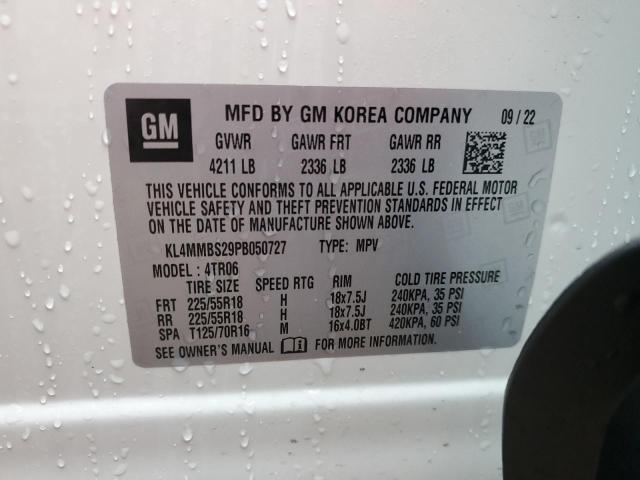 GM
MFD BY GM KOREA COMPANY 09 / 22
GVWR GAWR FRT GAWR RR
4211 LB 2336 LB 2336 LB
THIS VEHICLE CONFORMS TO ALL APPLICABLE U.S. FEDERAL MOTOR
VEHICLE SAFETY AND THEFT PREVENTION STANDARDS IN EFFECT
ON THE DATE OF MANUFACTURE SHOWN ABOVE.
KL4MMBS29PB050727 TYPE: MPV
MODEL : 4TR06
TIRE SIZE SPEED RTG RIM COLD TIRE PRESSURE
FRT 225/55R18 H 18x7.5J 240KPA, 35 PSI
RR 225/55R18 H 18x7.5J 240KPA, 35 PSI
SPA T125/70R16 M 16x4.0BT 420KPA, 60 PSI
SEE OWNER'S MANUAL FOR MORE INFORMATION.